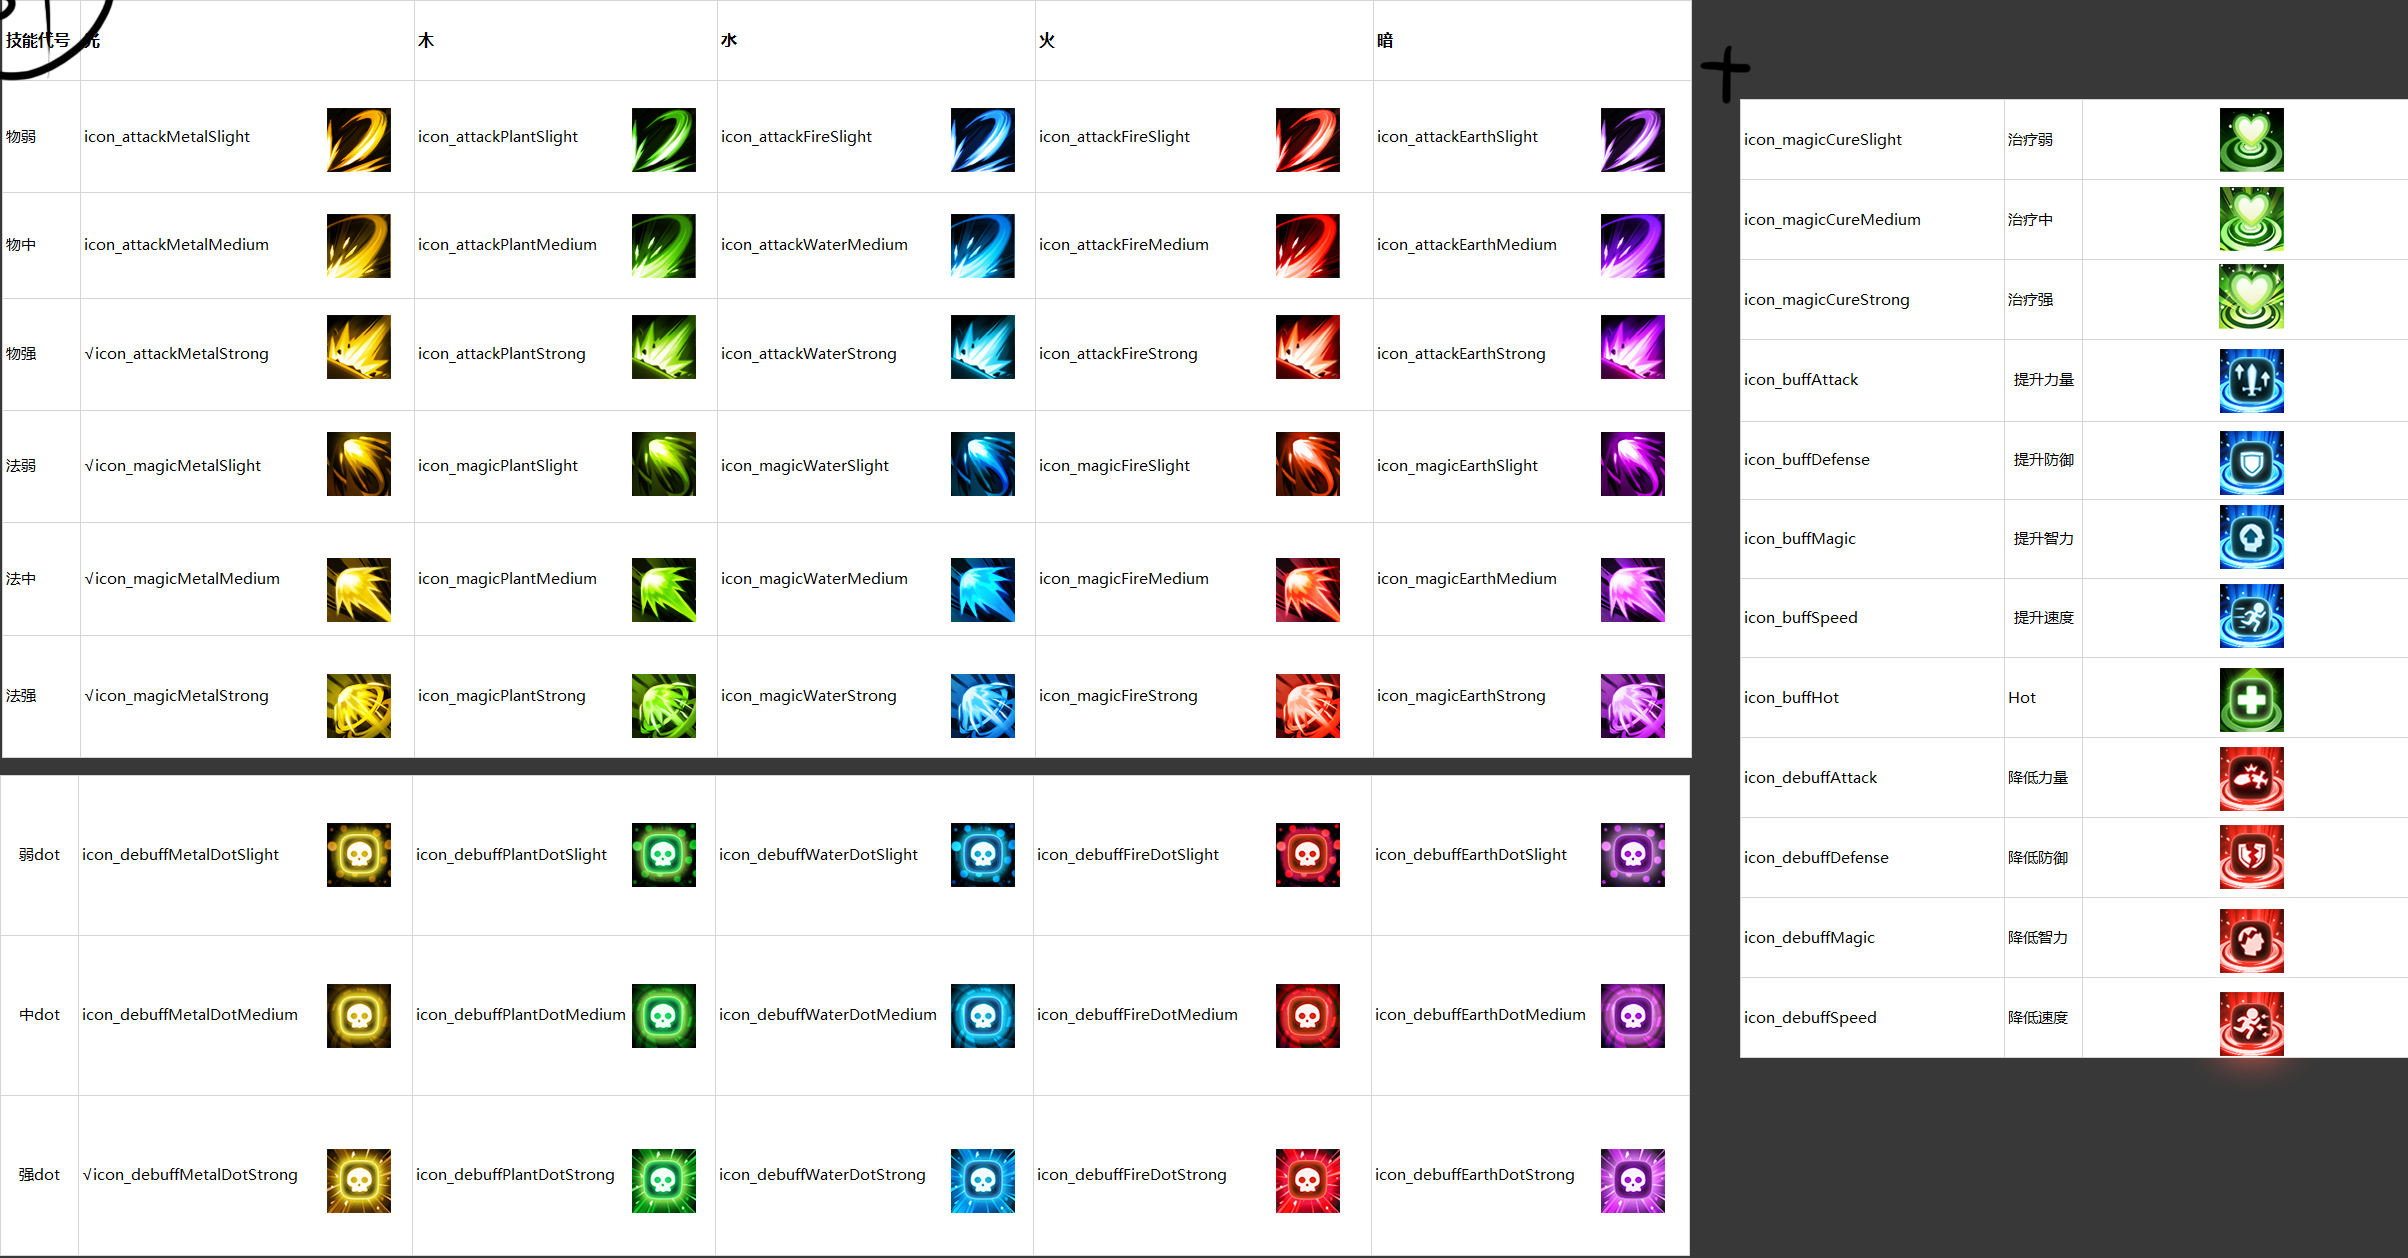 技能代号 光 木 水 火 暗
物弱 icon_attackMetalSlight icon_attackPlantSlight icon_attackFireSlight icon_attackFireSlight icon_attackEarthSlight
物中 icon_attackMetalMedium icon_attackPlantMedium icon_attackWaterMedium icon_attackFireMedium icon_attackEarthMedium
物强 √icon_attackMetalStrong icon_attackPlantStrong icon_attackWaterStrong icon_attackFireStrong icon_attackEarthStrong
法弱 √icon_magicMetalSlight icon_magicPlantSlight icon_magicWaterSlight icon_magicFireSlight icon_magicEarthSlight
法中 √icon_magicMetalMedium icon_magicPlantMedium icon_magicWaterMedium icon_magicFireMedium icon_magicEarthMedium
法强 √icon_magicMetalStrong icon_magicPlantStrong icon_magicWaterStrong icon_magicFireStrong icon_magicEarthStrong
弱dot icon_debuffMetalDotSlight icon_debuffPlantDotSlight icon_debuffWaterDotSlight icon_debuffFireDotSlight icon_debuffEarthDotSlight
中dot icon_debuffMetalDotMedium icon_debuffPlantDotMedium icon_debuffWaterDotMedium icon_debuffFireDotMedium icon_debuffEarthDotMedium
强dot √icon_debuffMetalDotStrong icon_debuffPlantDotStrong icon_debuffWaterDotStrong icon_debuffFireDotStrong icon_debuffEarthDotStrong
+
icon_magicCureSlight 治疗弱
icon_magicCureMedium 治疗中
icon_magicCureStrong 治疗强
icon_buffAttack 提升力量
icon_buffDefense 提升防御
icon_buffMagic 提升智力
icon_buffSpeed 提升速度
icon_buffHot Hot
icon_debuffAttack 降低力量
icon_debuffDefense 降低防御
icon_debuffMagic 降低智力
icon_debuffSpeed 降低速度